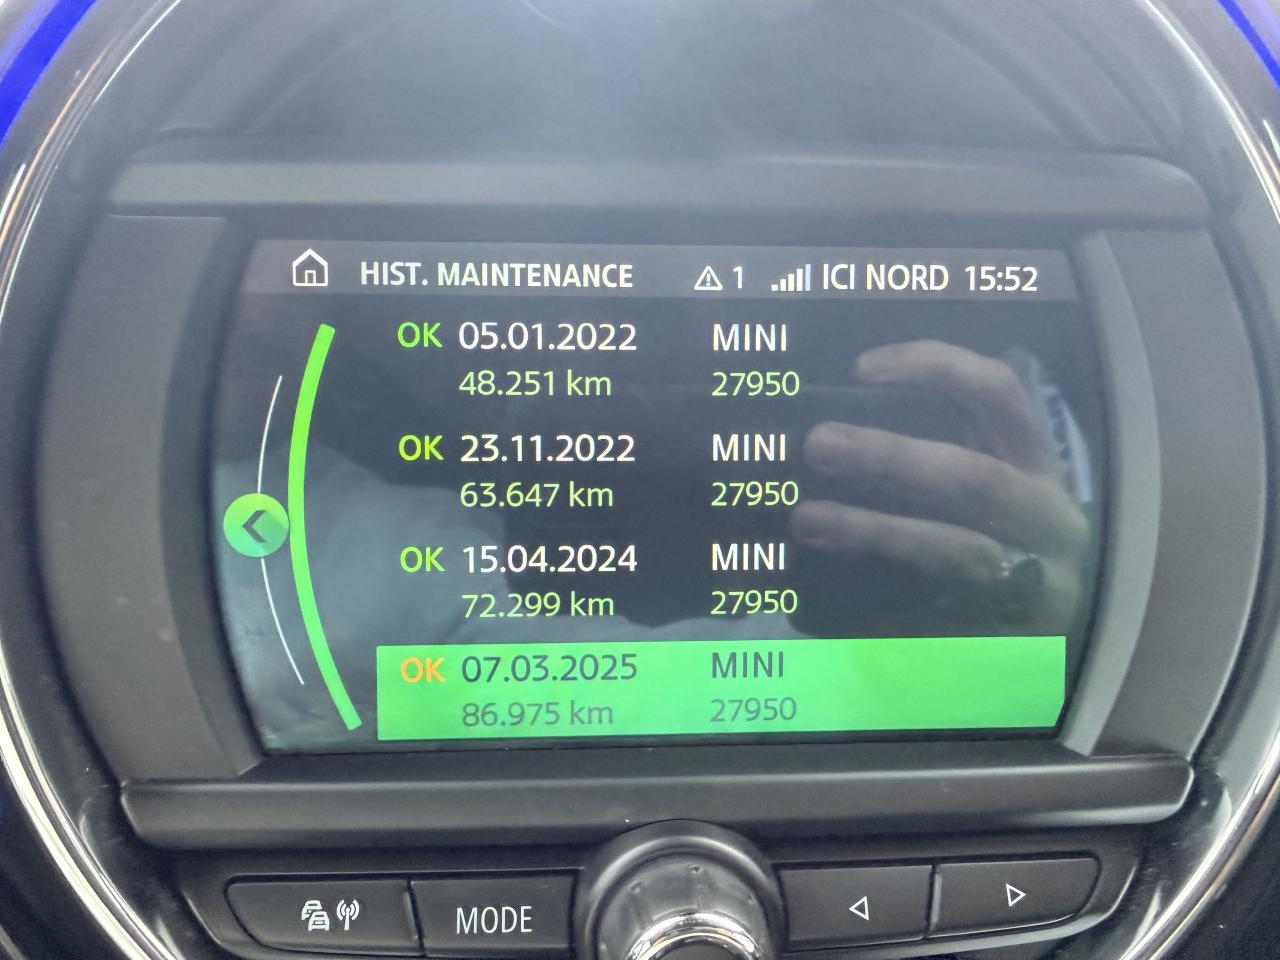 HIST. MAINTENANCE 1 ICI NORD 15:52
OK 05.01.2022 MINI
48.251 km 27950
OK 23.11.2022 MINI
63.647 km 27950
OK 15.04.2024 MINI
72.299 km 27950
OK 07.03.2025 MINI
86.975 km 27950
MODE